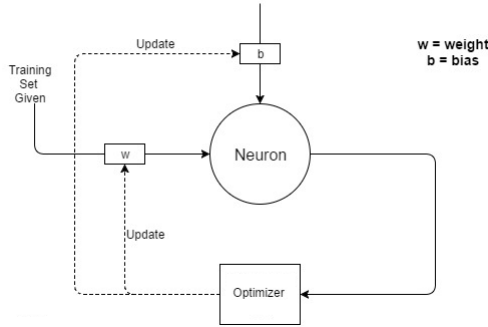 Update
b
w = weight
b = bias
Training
Set
Given
w
Neuron
Update
Optimizer